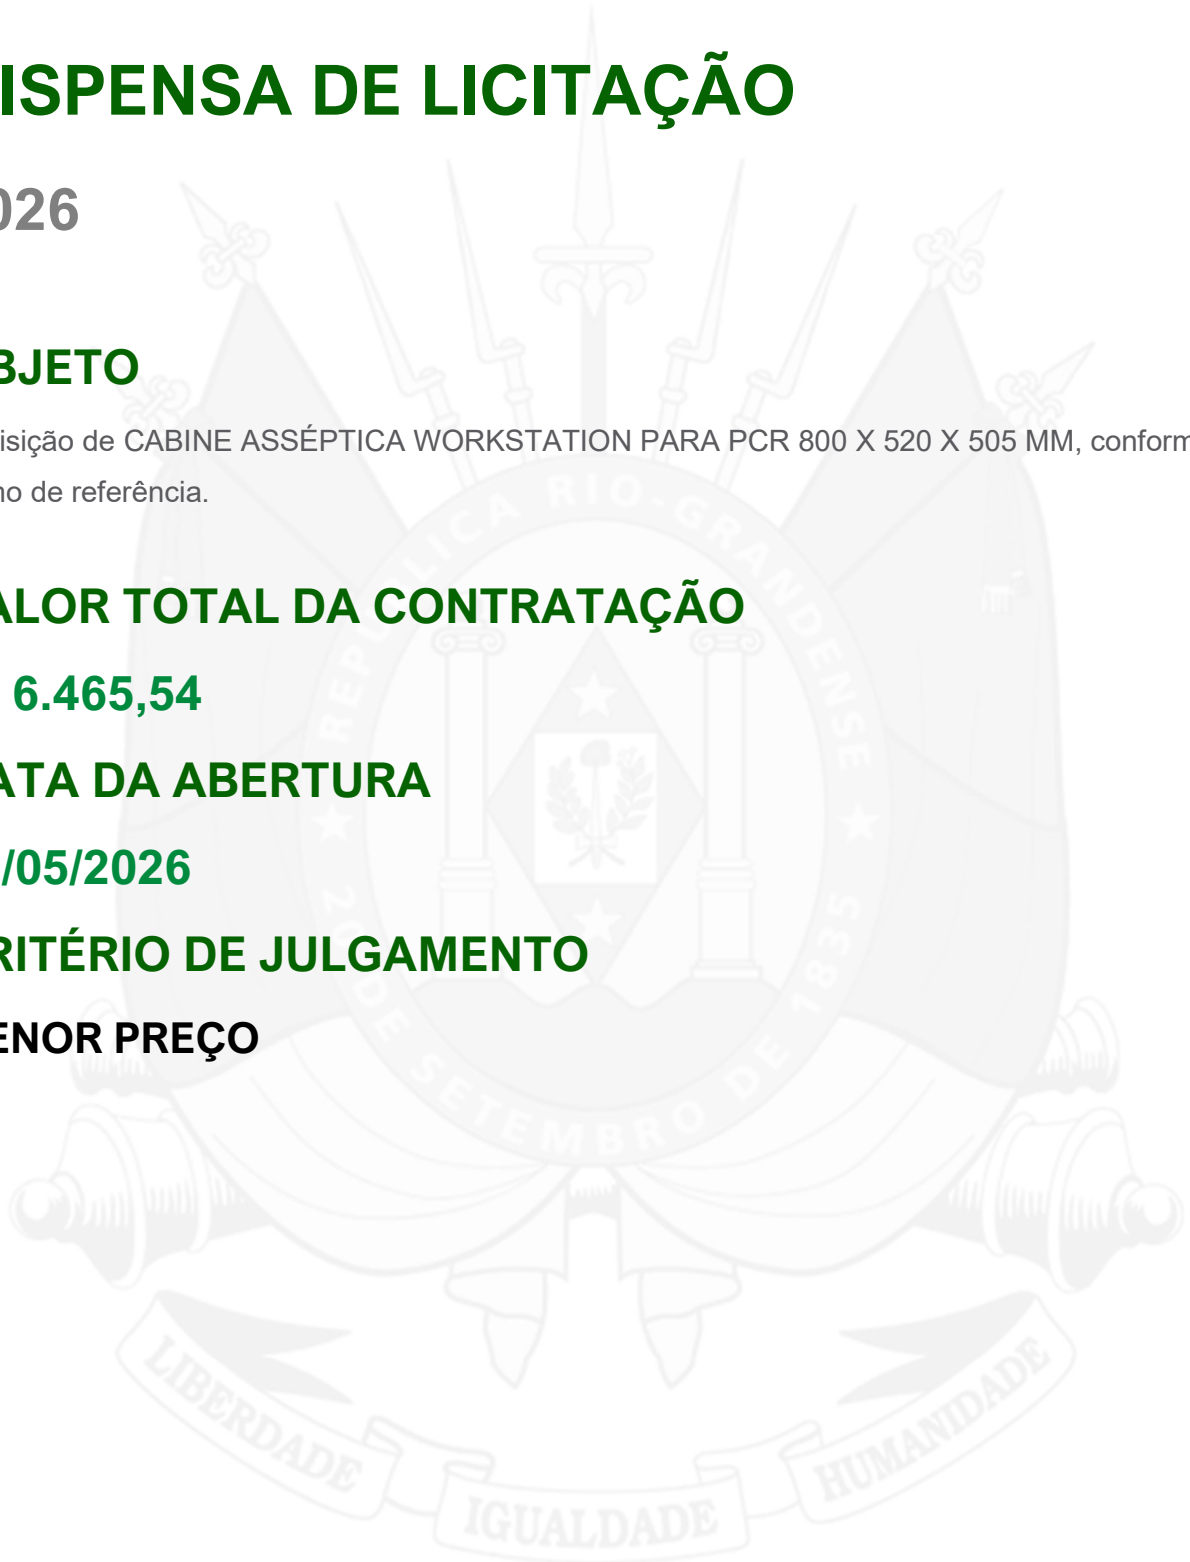 ISPENSA DE LICITAÇÃO
026
BJETO
isição de CABINE ASSÉPTICA WORKSTATION PARA PCR 800 X 520 X 505 MM, conform
no de referência.
ALOR TOTAL DA CONTRATAÇÃO
6.465,54
ATA DA ABERTURA
/05/2026
RITÉRIO DE JULGAMENTO
ENOR PREÇO
REPÚBLICA RIO-GRANDENSE
20 DE SETEMBRO DE 1835
LIBERDADE
IGUALDADE
HUMANIDADE